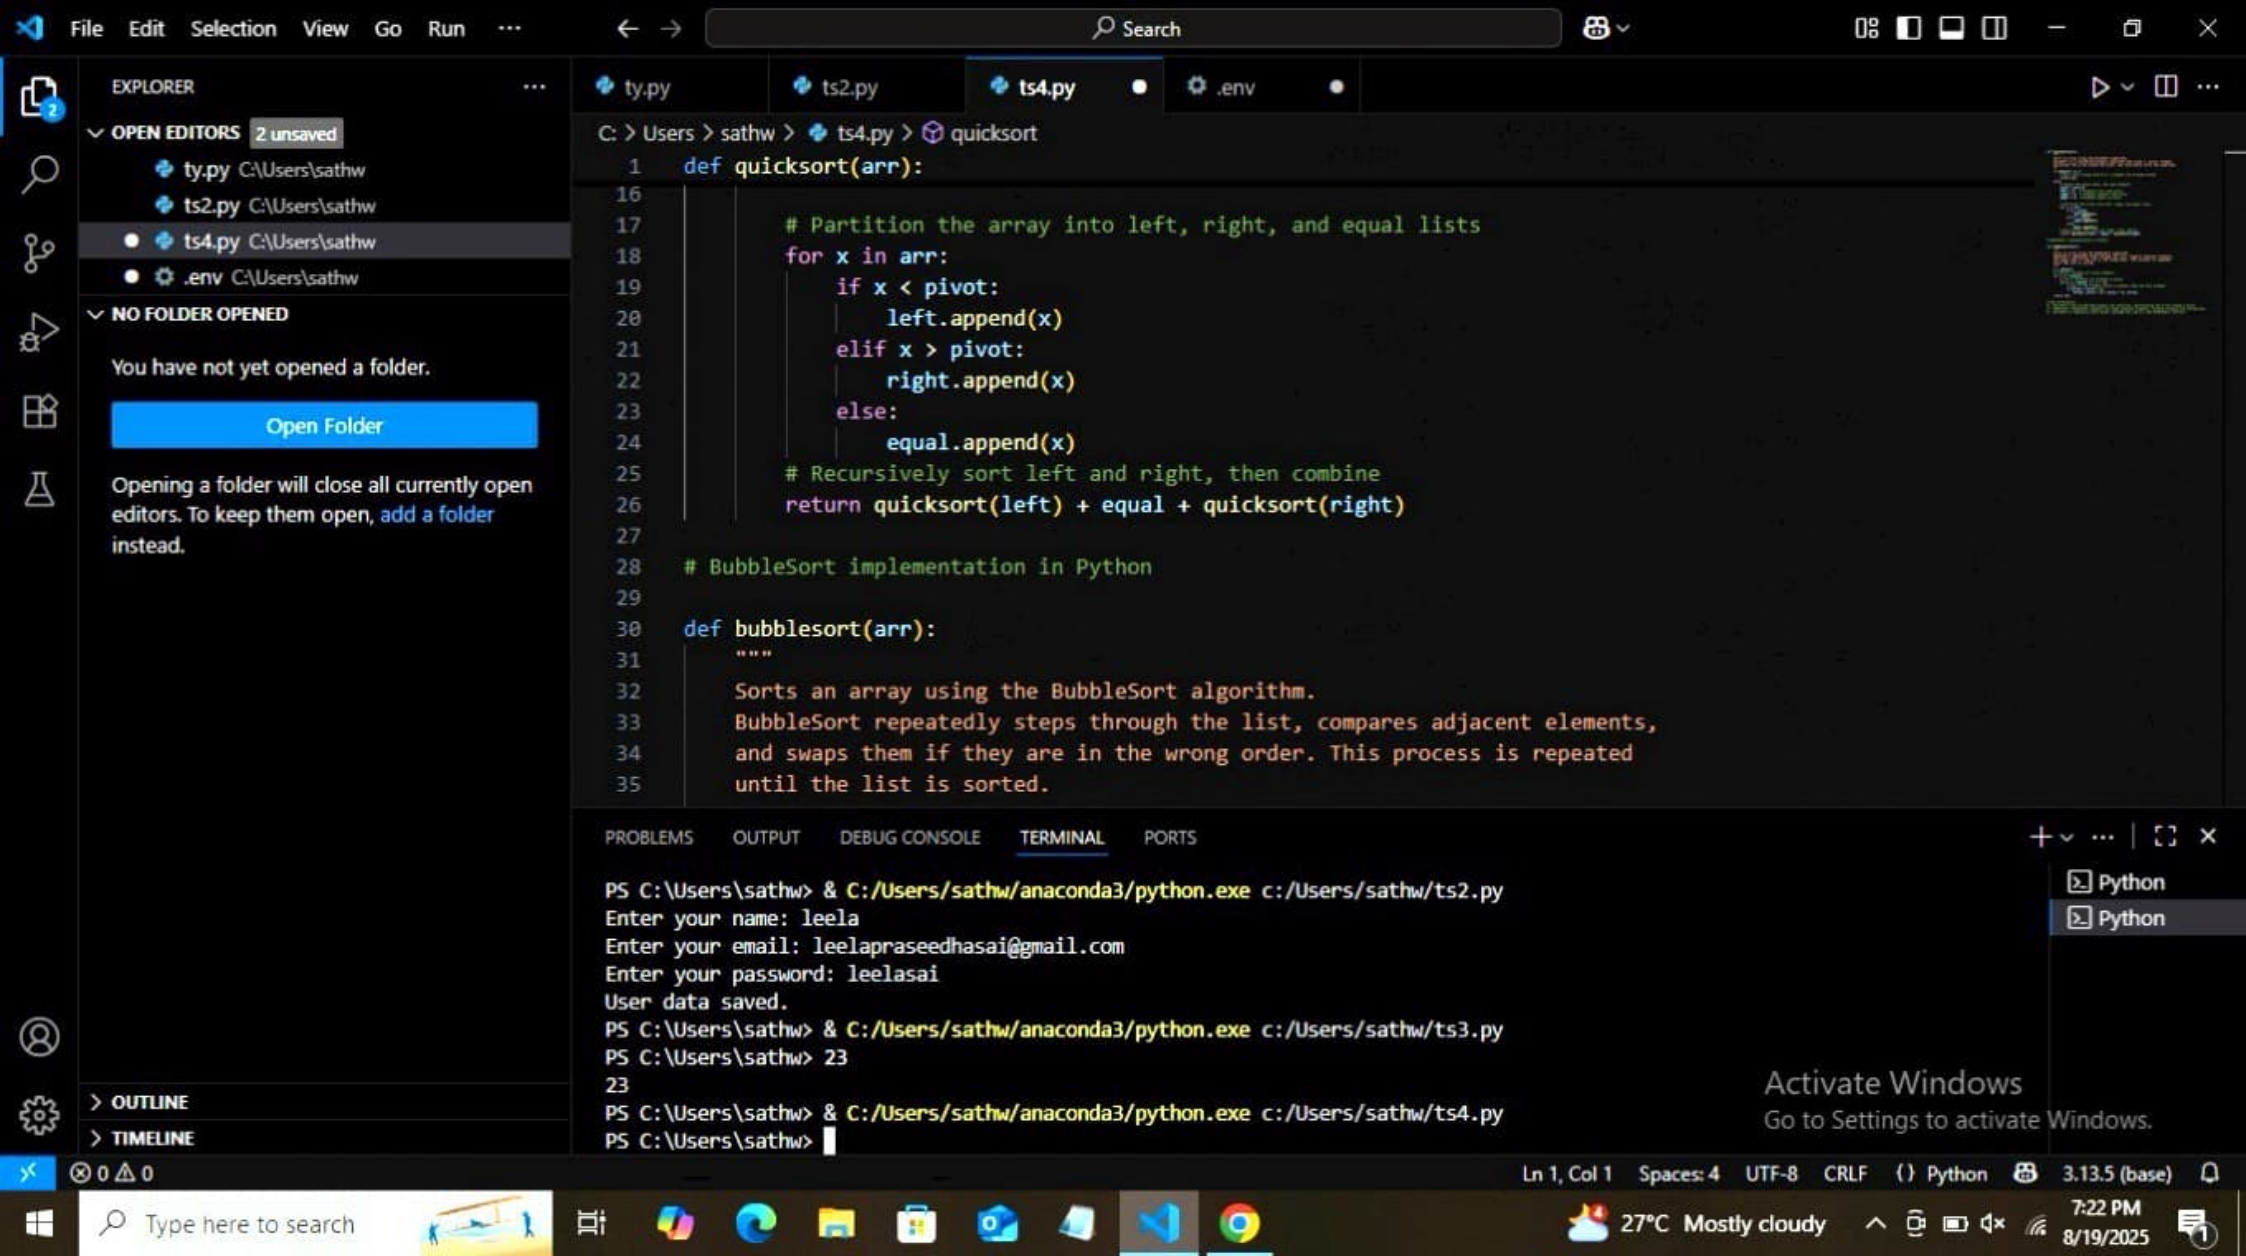 File Edit Selection View Go Run ···
Search
EXPLORER
OPEN EDITORS 2 unsaved
ty.py C:\Users\sathw
ts2.py C:\Users\sathw
ts4.py C:\Users\sathw
.env C:\Users\sathw
NO FOLDER OPENED
You have not yet opened a folder.
Open Folder
Opening a folder will close all currently open
editors. To keep them open, add a folder
instead.
OUTLINE
TIMELINE
ty.py ts2.py ts4.py .env
C: > Users > sathw > ts4.py > quicksort
1 def quicksort(arr):
16
17 # Partition the array into left, right, and equal lists
18 for x in arr:
19 if x < pivot:
20 left.append(x)
21 elif x > pivot:
22 right.append(x)
23 else:
24 equal.append(x)
25 # Recursively sort left and right, then combine
26 return quicksort(left) + equal + quicksort(right)
27
28 # BubbleSort implementation in Python
29
30 def bubblesort(arr):
31 """
32 Sorts an array using the BubbleSort algorithm.
33 BubbleSort repeatedly steps through the list, compares adjacent elements,
34 and swaps them if they are in the wrong order. This process is repeated
35 until the list is sorted.
PROBLEMS OUTPUT DEBUG CONSOLE TERMINAL PORTS
PS C:\Users\sathw> & C:/Users/sathw/anaconda3/python.exe c:/Users/sathw/ts2.py
Enter your name: leela
Enter your email: leelapraseedhasai@gmail.com
Enter your password: leelasai
User data saved.
PS C:\Users\sathw> & C:/Users/sathw/anaconda3/python.exe c:/Users/sathw/ts3.py
PS C:\Users\sathw> 23
23
PS C:\Users\sathw> & C:/Users/sathw/anaconda3/python.exe c:/Users/sathw/ts4.py
PS C:\Users\sathw>
Python
Python
Activate Windows
Go to Settings to activate Windows.
0 0
Ln 1, Col 1 Spaces: 4 UTF-8 CRLF {} Python 3.13.5 (base)
Type here to search
27°C Mostly cloudy
7:22 PM
8/19/2025